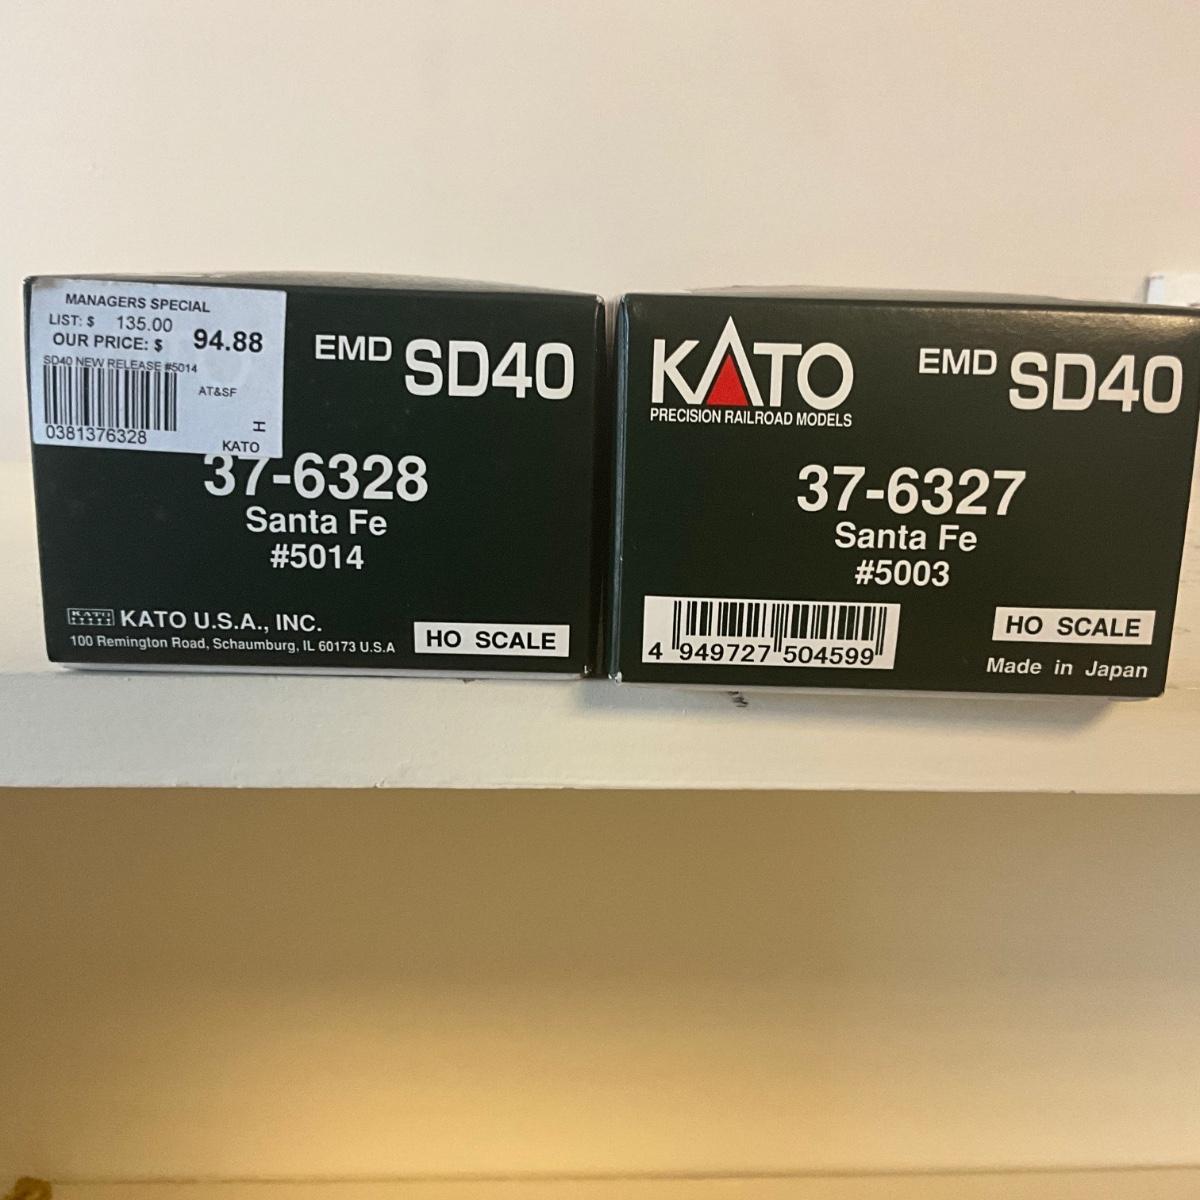 MANAGERS SPECIAL
LIST: $ 135.00
OUR PRICE: $ 94.88
SD40 NEW RELEASE #5014
AT&SF
0381376328
H
KATO
EMD SD40
37-6328
Santa Fe
#5014
KATO KATO U.S.A., INC.
100 Remington Road, Schaumburg, IL 60173 U.S.A
HO SCALE
KATO
PRECISION RAILROAD MODELS
EMD SD40
37-6327
Santa Fe
#5003
4 949727 504599
HO SCALE
Made in Japan